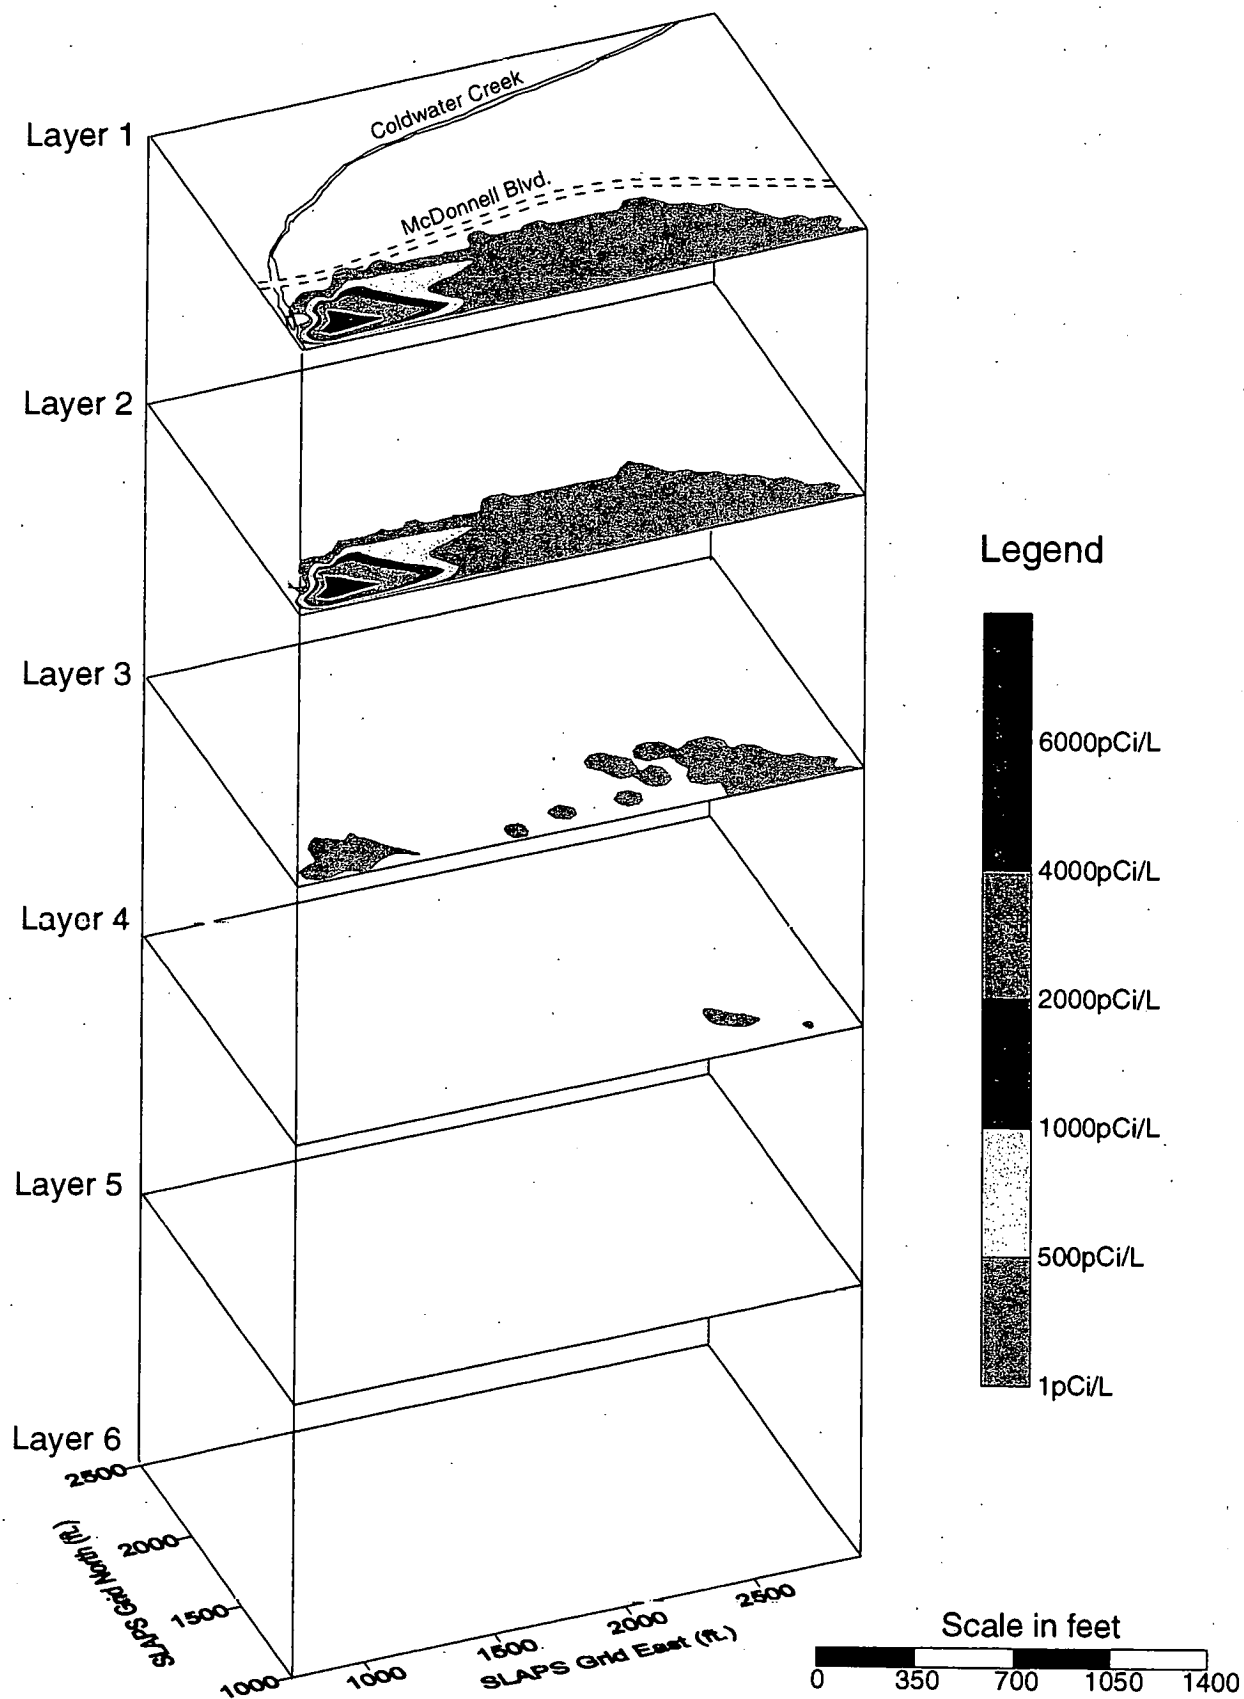 Layer 1
Coldwater Creek
McDonnell Blvd.
Layer 2
Layer 3
Layer 4
Layer 5
Layer 6
2500
2000
1500
1000
SLAPS Grid North (ft.)
1000
1500
2000
2500
SLAPS Grid East (ft.)
Legend
6000pCi/L
4000pCi/L
2000pCi/L
1000pCi/L
500pCi/L
1pCi/L
Scale in feet
0 350 700 1050 1400